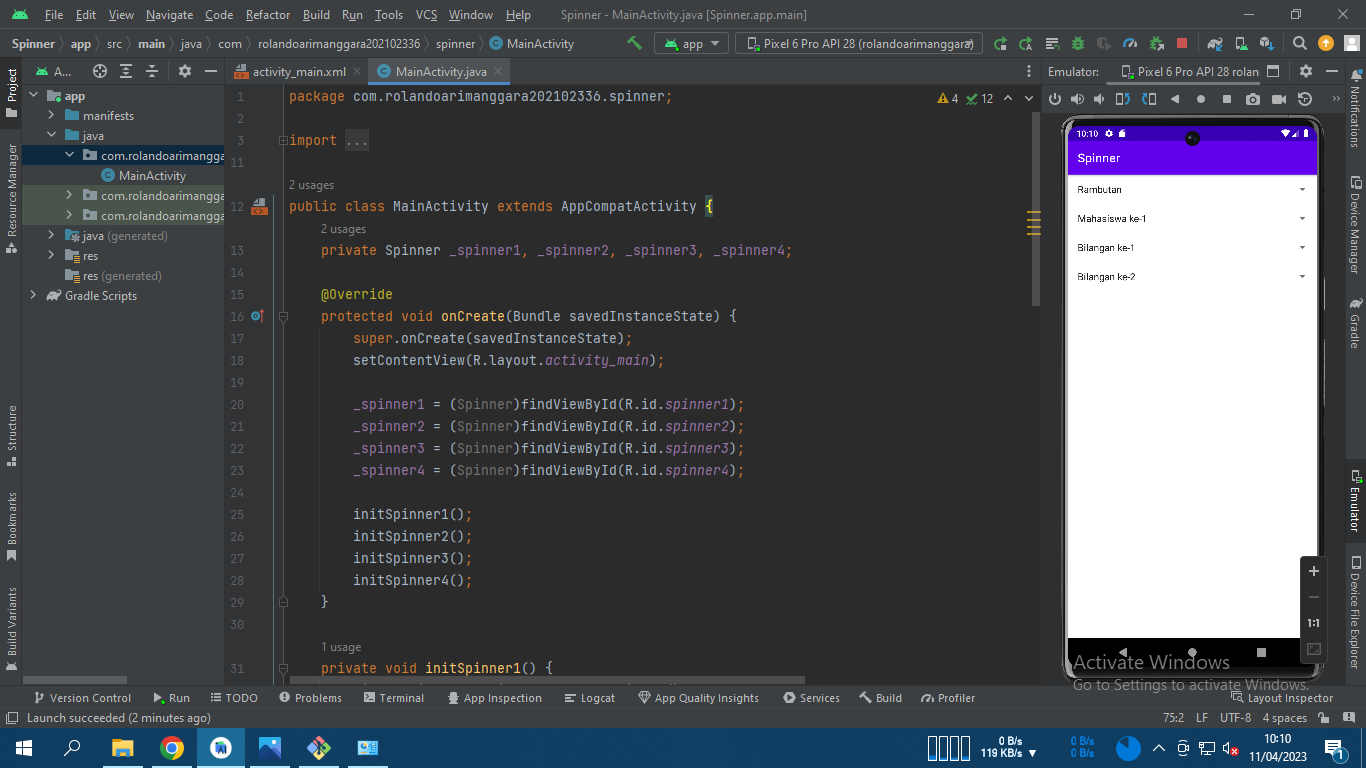 File Edit View Navigate Code Refactor Build Run Tools VCS Window Help Spinner - MainActivity.java [Spinner.app.main]
Spinner app src main java com rolandoarimanggara202102336 spinner MainActivity app Pixel 6 Pro API 28 (rolandoarimanggara)
Project
A...
activity_main.xml MainActivity.java
Emulator: Pixel 6 Pro API 28 rolan
app
manifests
java
com.rolandoarimangga
MainActivity
com.rolandoarimangga
com.rolandoarimangga
java (generated)
res
res (generated)
Gradle Scripts
Resource Manager
Structure
Bookmarks
Build Variants
4 12
1 package com.rolandoarimanggara202102336.spinner;
2
3 import ...
11
2 usages
12 public class MainActivity extends AppCompatActivity {
2 usages
13 private Spinner _spinner1, _spinner2, _spinner3, _spinner4;
14
15 @Override
16 protected void onCreate(Bundle savedInstanceState) {
17 super.onCreate(savedInstanceState);
18 setContentView(R.layout.activity_main);
19
20 _spinner1 = (Spinner)findViewById(R.id.spinner1);
21 _spinner2 = (Spinner)findViewById(R.id.spinner2);
22 _spinner3 = (Spinner)findViewById(R.id.spinner3);
23 _spinner4 = (Spinner)findViewById(R.id.spinner4);
24
25 initSpinner1();
26 initSpinner2();
27 initSpinner3();
28 initSpinner4();
29 }
30
1 usage
31 private void initSpinner1() {
10:10
Spinner
Rambutan
Mahasiswa ke-1
Bilangan ke-1
Bilangan ke-2
1:1
Activate Windows
Go to Settings to activate Windows.
Notifications
Device Manager
Gradle
Emulator
Device File Explorer
Version Control Run TODO Problems Terminal App Inspection Logcat App Quality Insights Services Build Profiler Layout Inspector
Launch succeeded (2 minutes ago) 75:2 LF UTF-8 4 spaces
0 B/s
119 KB/s
0 B/s
0 B/s
10:10
11/04/2023
1